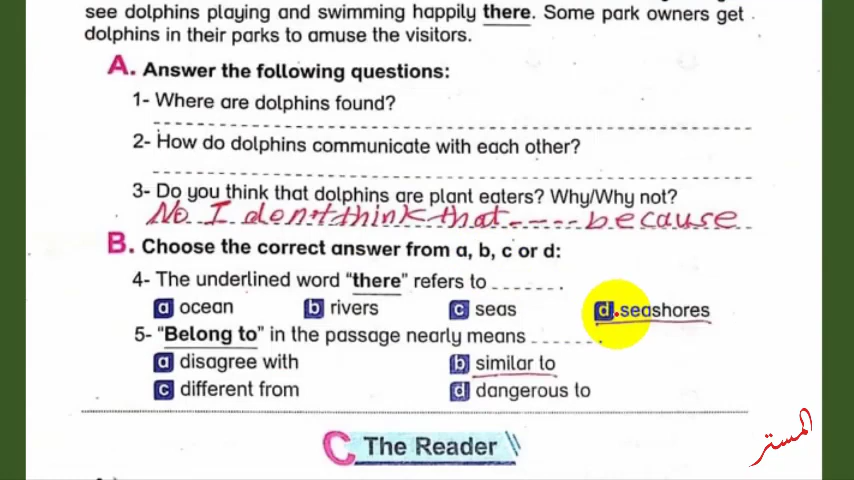 see dolphins playing and swimming happily there. Some park owners get
dolphins in their parks to amuse the visitors.
A. Answer the following questions:
1- Where are dolphins found?
2- How do dolphins communicate with each other?
3- Do you think that dolphins are plant eaters? Why/Why not?
No I don't think that ---- because
B. Choose the correct answer from a, b, c or d:
4- The underlined word "there" refers to .......
a ocean b rivers c seas d. seashores
5- "Belong to" in the passage nearly means .......
a disagree with b similar to
c different from d dangerous to
C The Reader
المستر